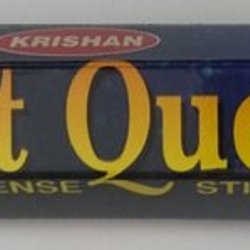 KRISHAN
t Que
ENSE STI